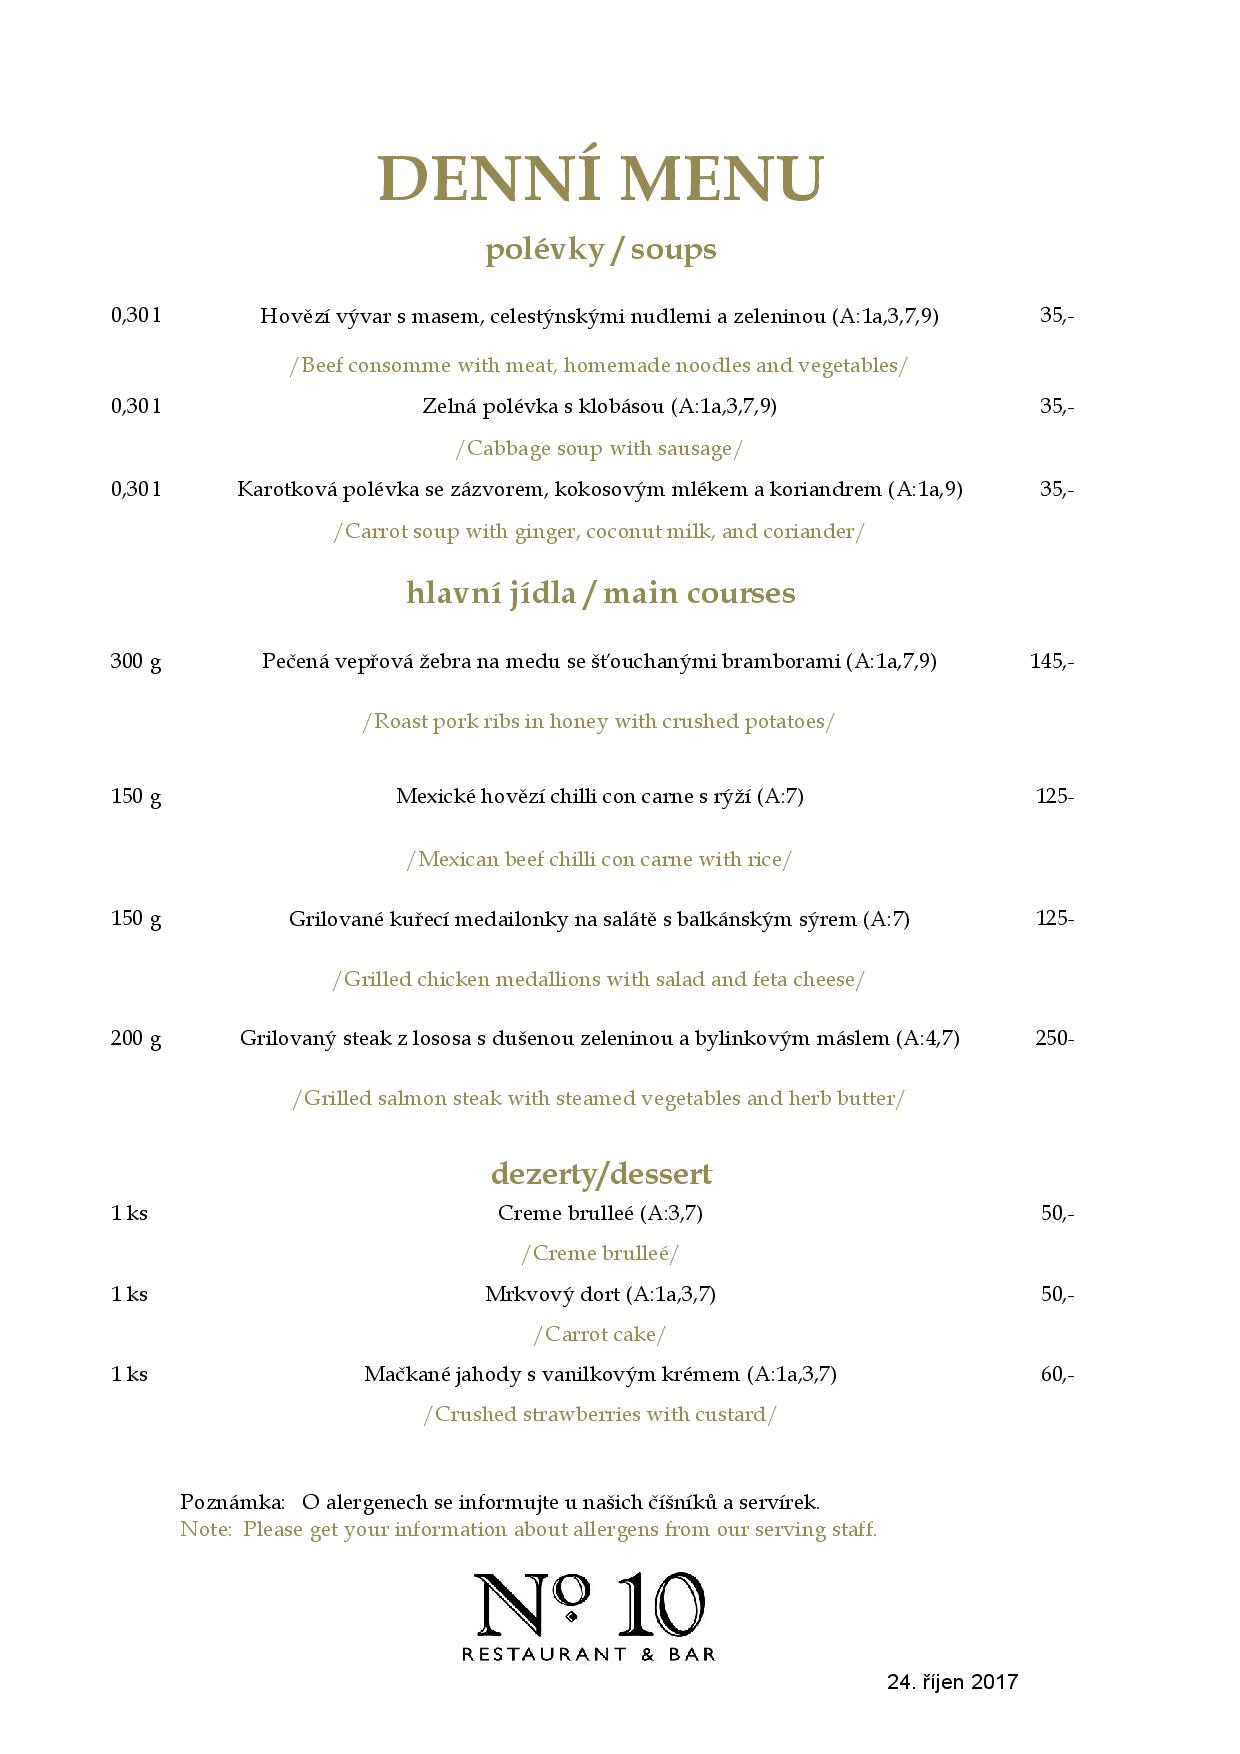 DENNÍ MENU
polévky / soups
0,30 l Hovězí vývar s masem, celestýnskými nudlemi a zeleninou (A:1a,3,7,9) 35,-
/Beef consomme with meat, homemade noodles and vegetables/
0,30 l Zelná polévka s klobásou (A:1a,3,7,9) 35,-
/Cabbage soup with sausage/
0,30 l Karotková polévka se zázvorem, kokosovým mlékem a koriandrem (A:1a,9) 35,-
/Carrot soup with ginger, coconut milk, and coriander/
hlavní jídla / main courses
300 g Pečená vepřová žebra na medu se šťouchanými bramborami (A:1a,7,9) 145,-
/Roast pork ribs in honey with crushed potatoes/
150 g Mexické hovězí chilli con carne s rýží (A:7) 125-
/Mexican beef chilli con carne with rice/
150 g Grilované kuřecí medailonky na salátě s balkánským sýrem (A:7) 125-
/Grilled chicken medallions with salad and feta cheese/
200 g Grilovaný steak z lososa s dušenou zeleninou a bylinkovým máslem (A:4,7) 250-
/Grilled salmon steak with steamed vegetables and herb butter/
dezerty/dessert
1 ks Creme brulleé (A:3,7) 50,-
/Creme brulleé/
1 ks Mrkvový dort (A:1a,3,7) 50,-
/Carrot cake/
1 ks Mačkané jahody s vanilkovým krémem (A:1a,3,7) 60,-
/Crushed strawberries with custard/
Poznámka: O alergenech se informujte u našich číšníků a servírek.
Note: Please get your information about allergens from our serving staff.
Nº 10
RESTAURANT & BAR
24. říjen 2017